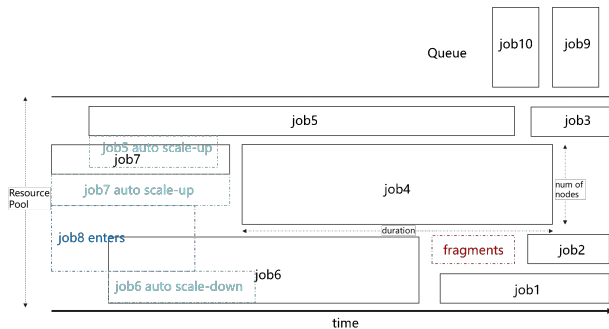 Queue
job10
job9
job5
job3
job5 auto scale-up
job7
job7 auto scale-up
job4
Resource
Pool
num of
nodes
duration
job8 enters
fragments
job2
job6
job6 auto scale-down
job1
time